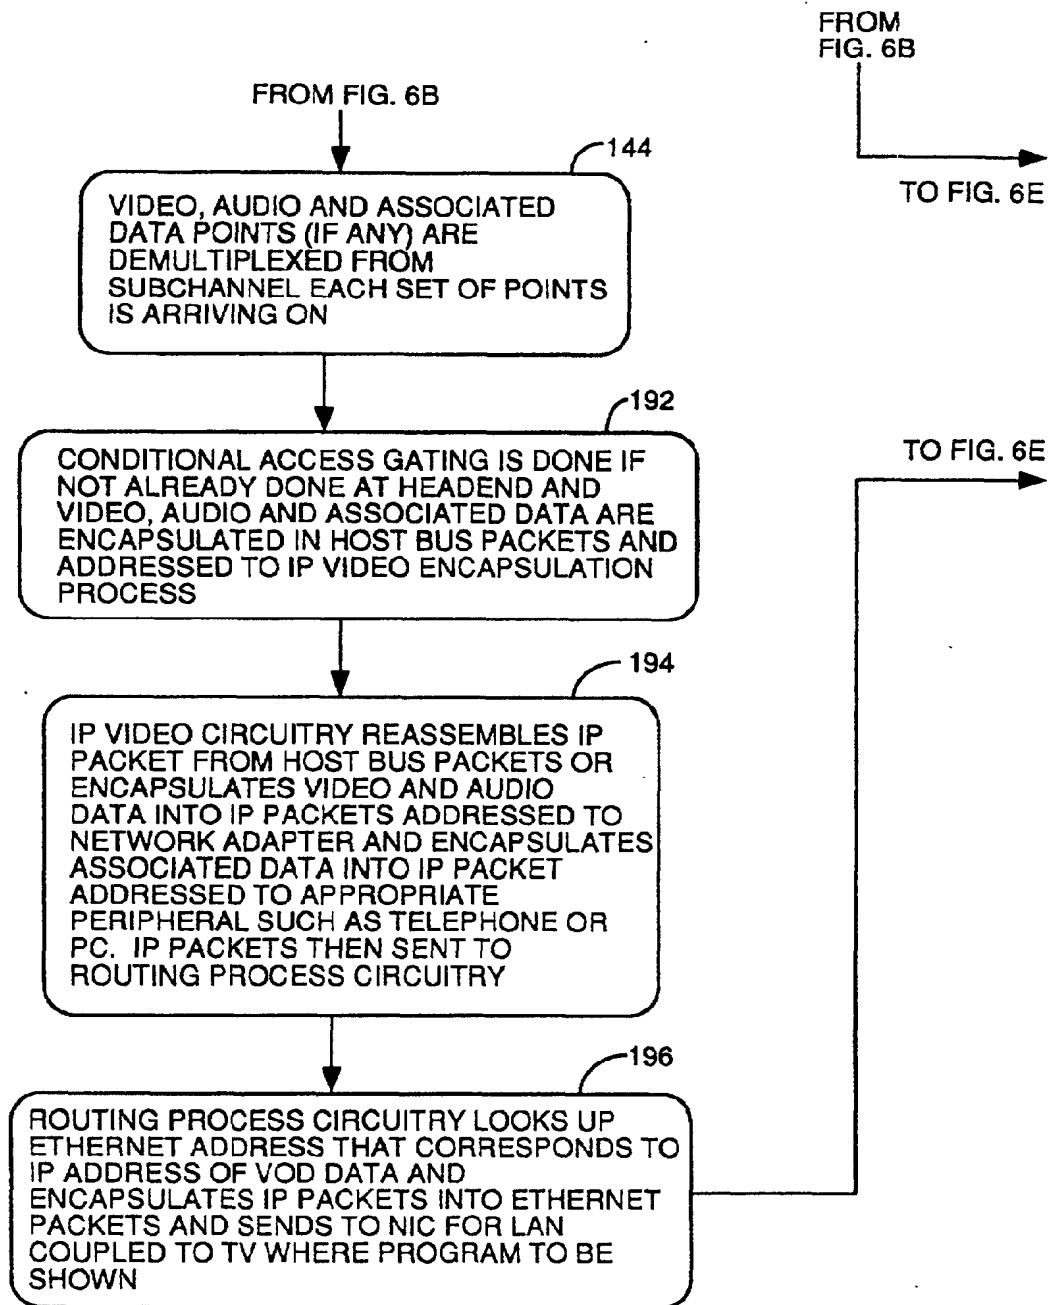 FROM
FIG. 6B
FROM FIG. 6B
TO FIG. 6E
144
VIDEO, AUDIO AND ASSOCIATED
DATA POINTS (IF ANY) ARE
DEMULTIPLEXED FROM
SUBCHANNEL EACH SET OF POINTS
IS ARRIVING ON
192
TO FIG. 6E
CONDITIONAL ACCESS GATING IS DONE IF
NOT ALREADY DONE AT HEADEND AND
VIDEO, AUDIO AND ASSOCIATED DATA ARE
ENCAPSULATED IN HOST BUS PACKETS AND
ADDRESSED TO IP VIDEO ENCAPSULATION
PROCESS
194
IP VIDEO CIRCUITRY REASSEMBLES IP
PACKET FROM HOST BUS PACKETS OR
ENCAPSULATES VIDEO AND AUDIO
DATA INTO IP PACKETS ADDRESSED TO
NETWORK ADAPTER AND ENCAPSULATES
ASSOCIATED DATA INTO IP PACKET
ADDRESSED TO APPROPRIATE
PERIPHERAL SUCH AS TELEPHONE OR
PC. IP PACKETS THEN SENT TO
ROUTING PROCESS CIRCUITRY
196
ROUTING PROCESS CIRCUITRY LOOKS UP
ETHERNET ADDRESS THAT CORRESPONDS TO
IP ADDRESS OF VOD DATA AND
ENCAPSULATES IP PACKETS INTO ETHERNET
PACKETS AND SENDS TO NIC FOR LAN
COUPLED TO TV WHERE PROGRAM TO BE
SHOWN